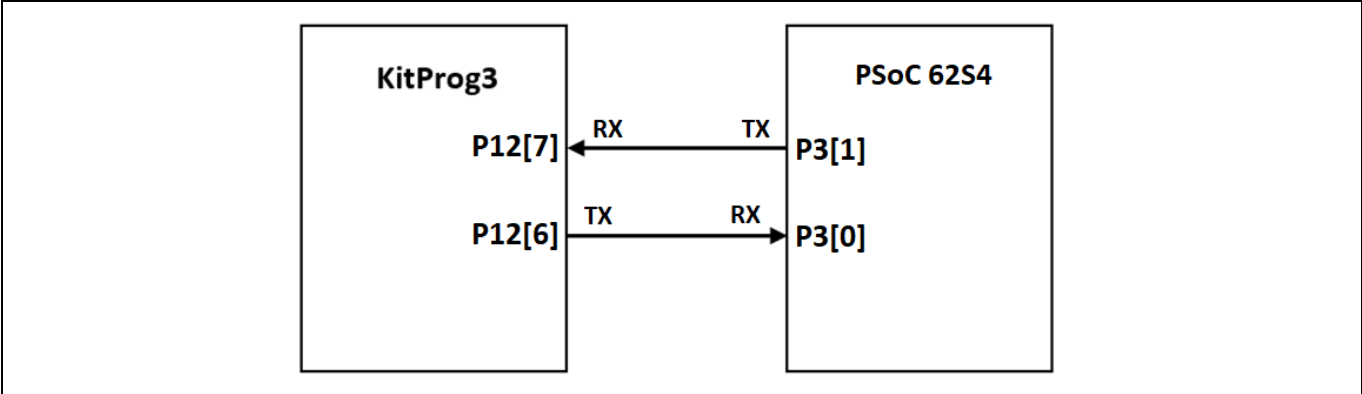 KitProg3
PSoC 62S4
RX TX
P12[7] P3[1]
TX RX
P12[6] P3[0]